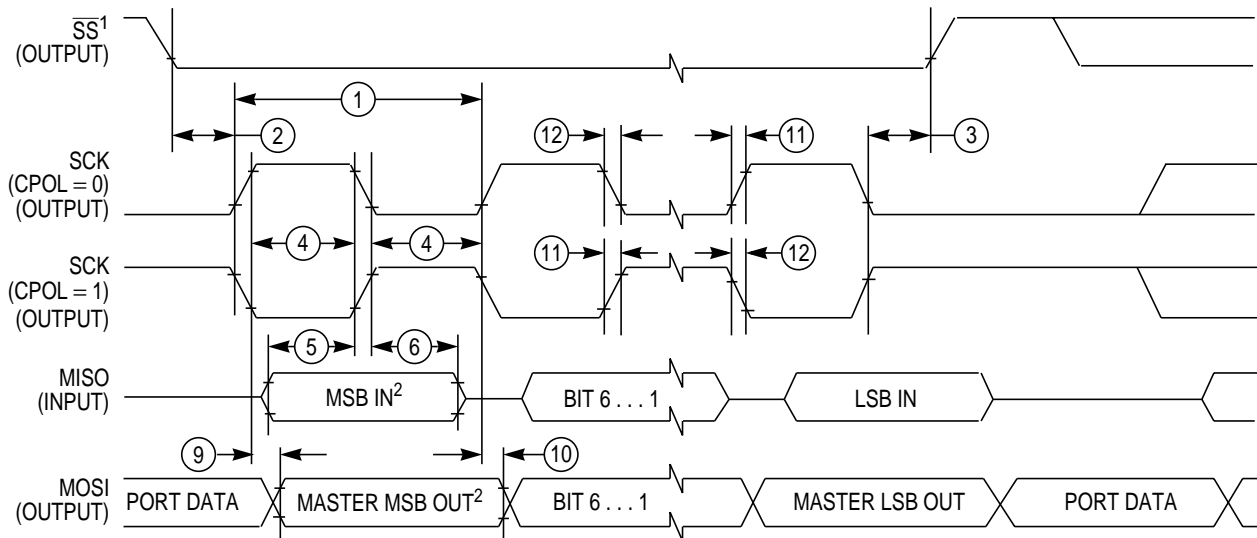 SS¹
(OUTPUT)
1
2
12
11
3
SCK
(CPOL = 0)
(OUTPUT)
4
4
11
12
SCK
(CPOL = 1)
(OUTPUT)
5
6
MISO
(INPUT)
MSB IN²
BIT 6 . . . 1
LSB IN
9
10
MOSI
(OUTPUT)
PORT DATA
MASTER MSB OUT²
BIT 6 . . . 1
MASTER LSB OUT
PORT DATA